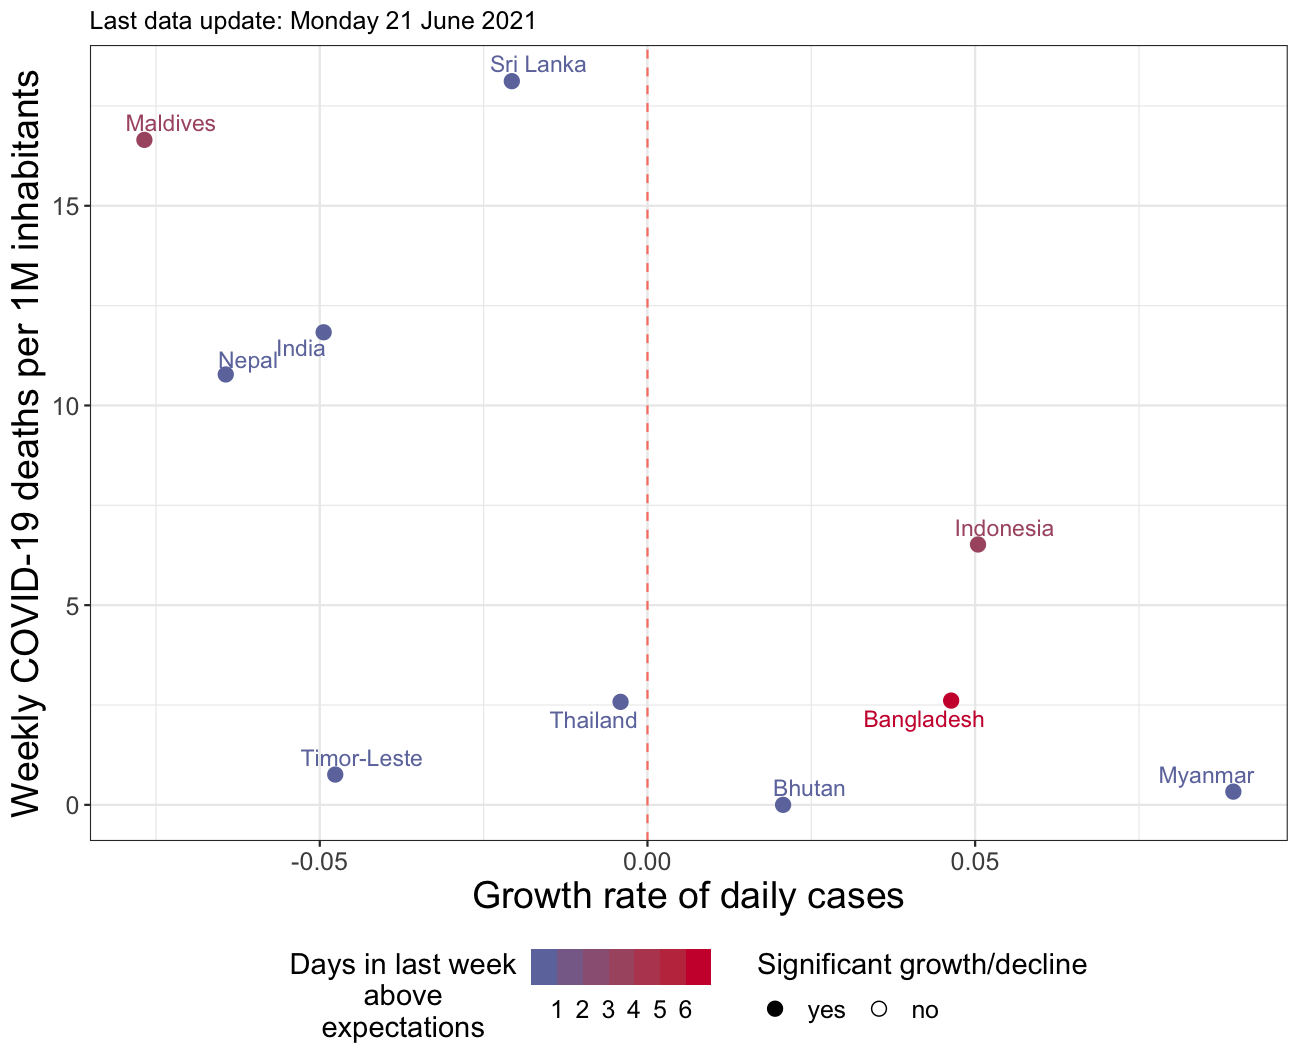 Last data update: Monday 21 June 2021
Weekly COVID-19 deaths per 1M inhabitants
Sri Lanka
Maldives
15
India
Nepal
10
Indonesia
5
Thailand
Bangladesh
Timor-Leste
Myanmar
Bhutan
0
-0.05 0.00 0.05
Growth rate of daily cases
Days in last week
above
expectations
1 2 3 4 5 6
Significant growth/decline
yes no